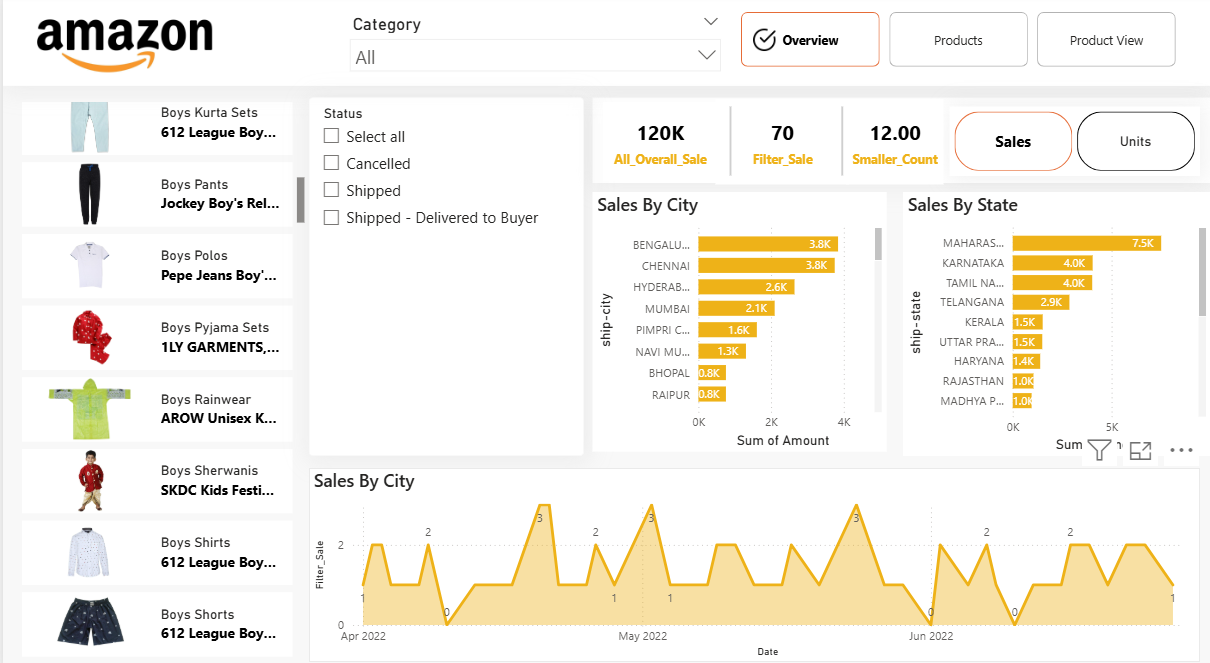 amazon
Category
All
Overview
Products
Product View
Boys Kurta Sets
612 League Boy...
Boys Pants
Jockey Boy's Rel...
Boys Polos
Pepe Jeans Boy'...
Boys Pyjama Sets
1LY GARMENTS,...
Boys Rainwear
AROW Unisex K...
Boys Sherwanis
SKDC Kids Festi...
Boys Shirts
612 League Boy...
Boys Shorts
612 League Boy...
Status
Select all
Cancelled
Shipped
Shipped - Delivered to Buyer
120K
All_Overall_Sale
70
Filter_Sale
12.00
Smaller_Count
Sales
Units
Sales By City
ship-city
BENGALU... 3.8K
CHENNAI 3.8K
HYDERAB... 2.6K
MUMBAI 2.1K
PIMPRI C... 1.6K
NAVI MU... 1.3K
BHOPAL 0.8K
RAIPUR 0.8K
0K 2K 4K
Sum of Amount
Sales By State
ship-state
MAHARAS... 7.5K
KARNATAKA 4.0K
TAMIL NA... 4.0K
TELANGANA 2.9K
KERALA 1.5K
UTTAR PRA... 1.5K
HARYANA 1.4K
RAJASTHAN 1.0K
MADHYA P... 1.0K
0K 5K
Sum
Sales By City
Filter_Sale
2
0
1 2 0 3 2 1 3 1 3 0 2 0 2 1
Apr 2022 May 2022 Jun 2022
Date